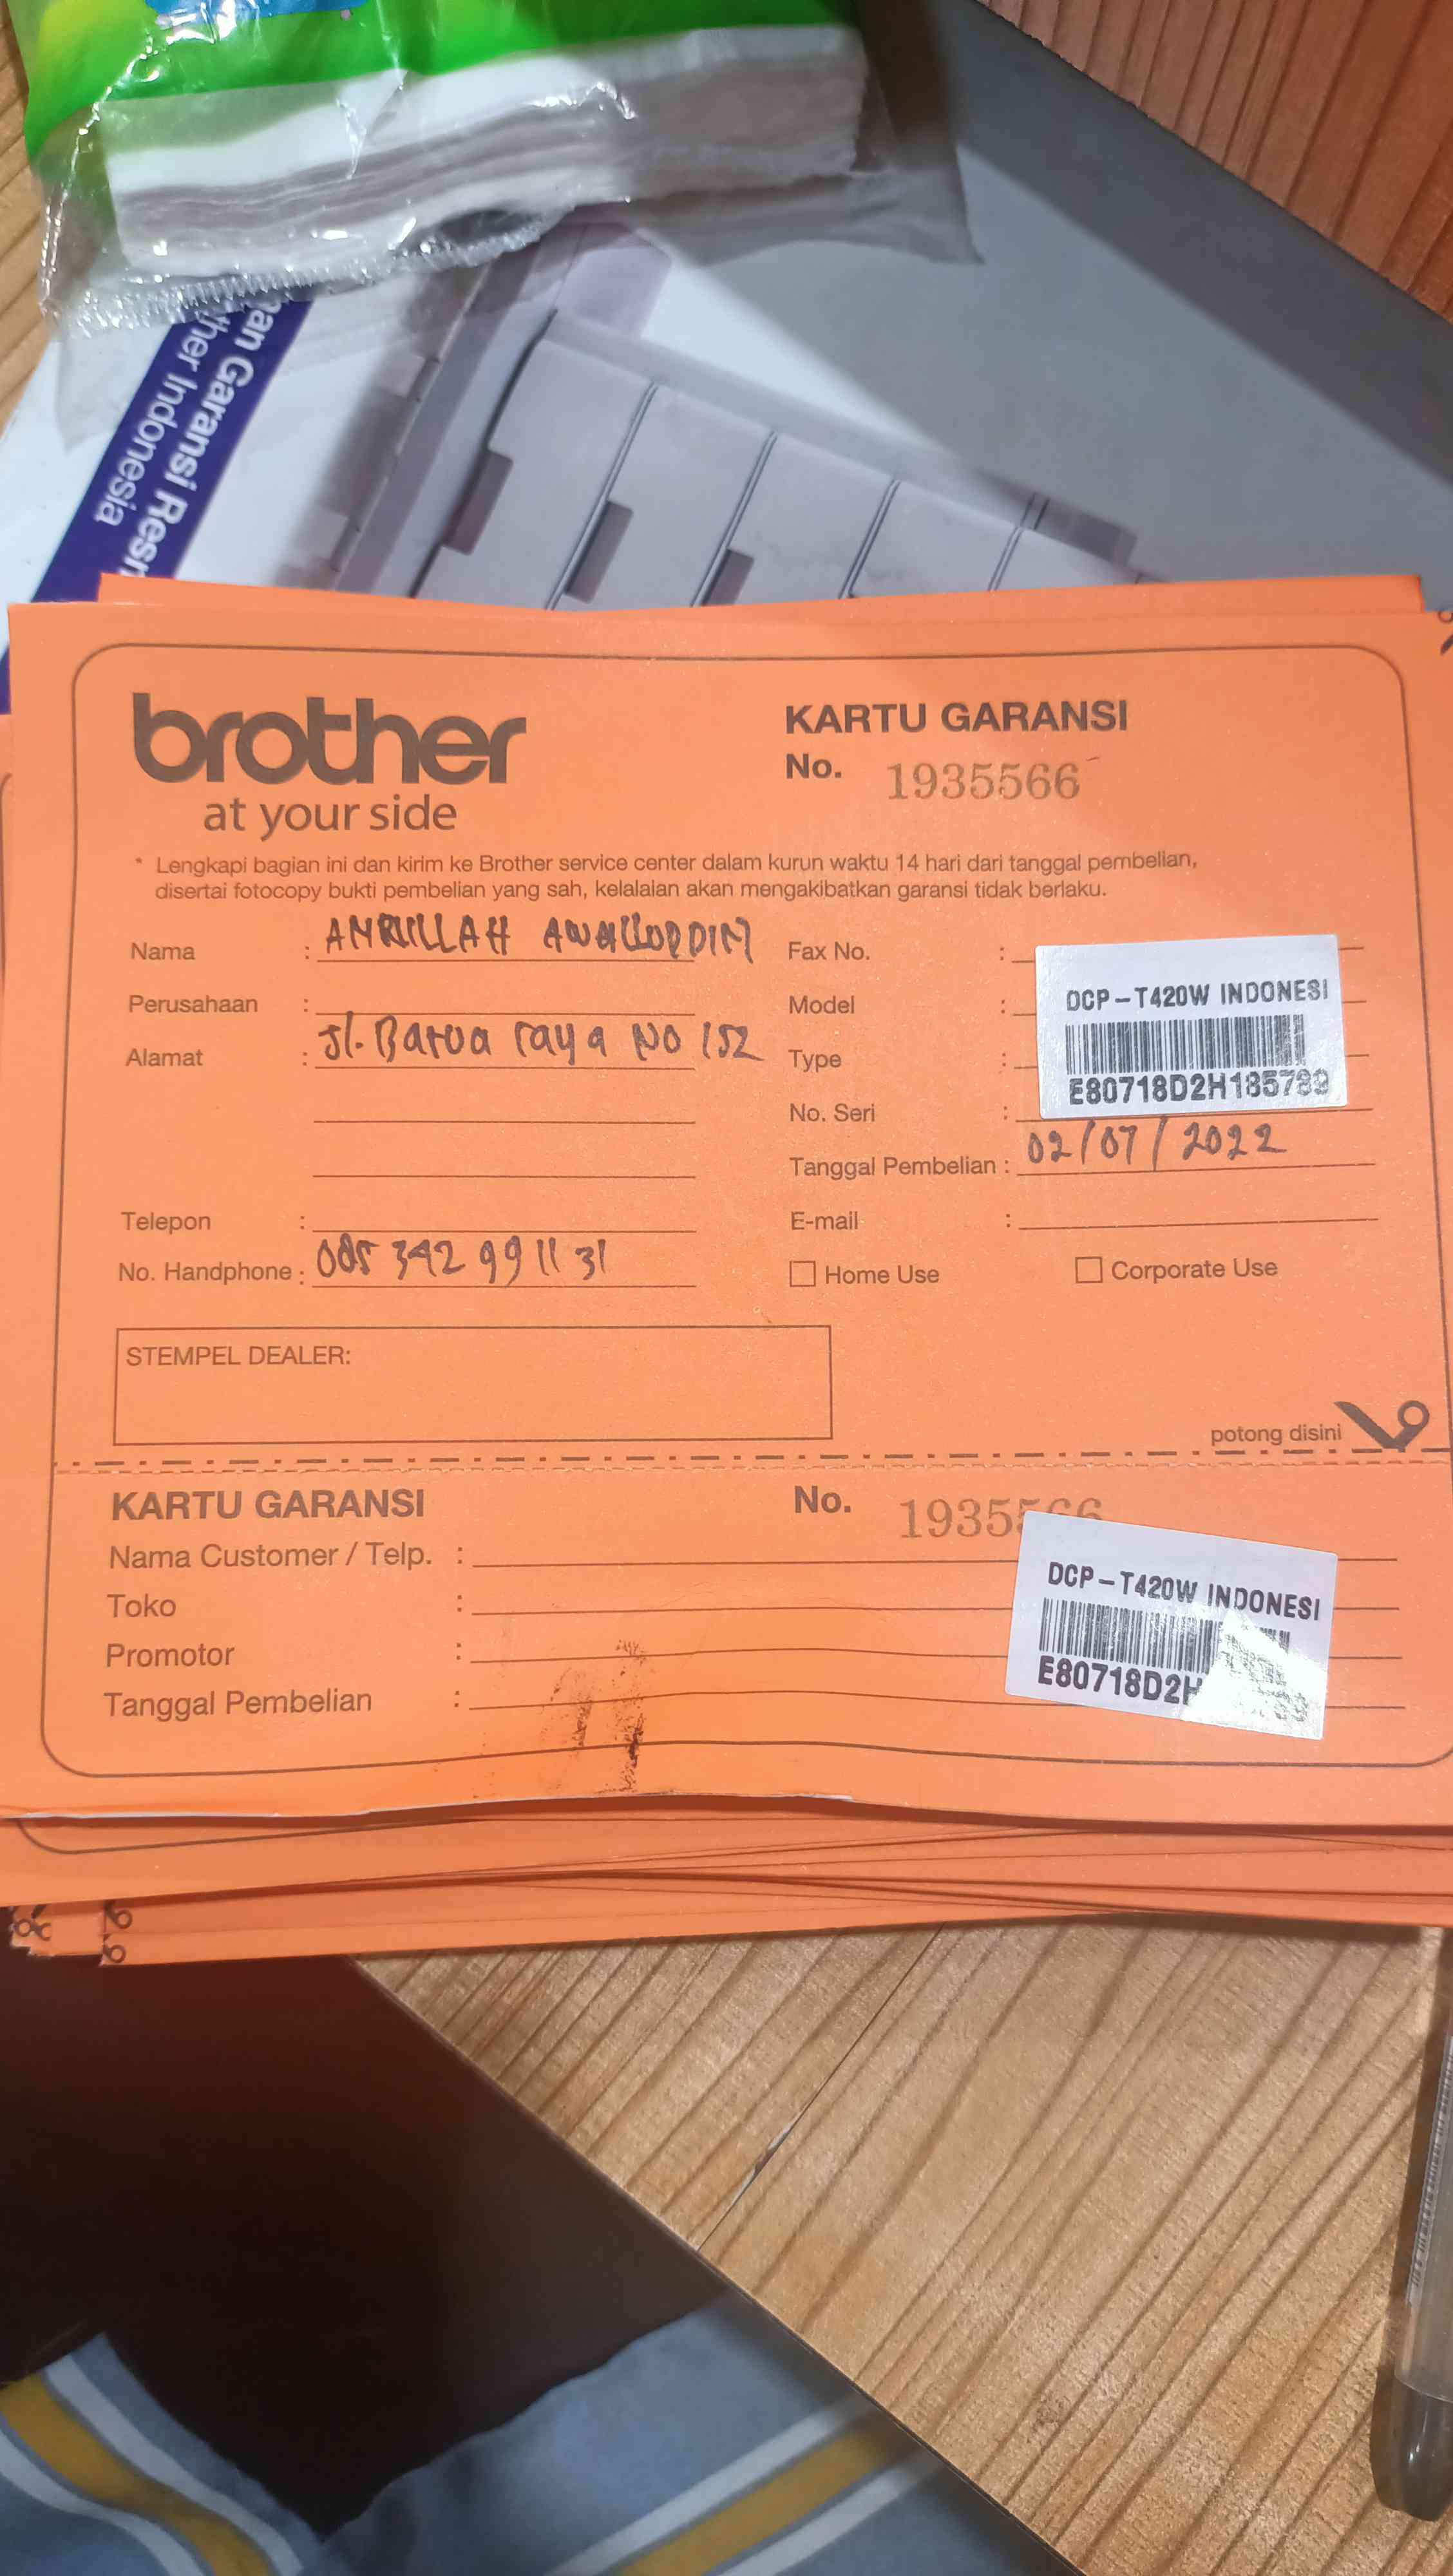 an Garansi Resm
her Indonesia
brother
at your side
KARTU GARANSI
No. 1935566
* Lengkapi bagian ini dan kirim ke Brother service center dalam kurun waktu 14 hari dari tanggal pembelian,
disertai fotocopy bukti pembelian yang sah, kelalaian akan mengakibatkan garansi tidak berlaku.
Nama : AMRULLAH
Perusahaan :
Alamat : Jl. Barua raya NO 152
Telepon :
No. Handphone : 085 342 99 11 31
Fax No. :
Model :
Type :
No. Seri :
DCP-T420W INDONESI
E80718D2H185789
Tanggal Pembelian : 02/07/2022
E-mail :
Home Use
Corporate Use
STEMPEL DEALER:
potong disini
KARTU GARANSI
No. 1935566
Nama Customer / Telp. :
Toko :
Promotor :
Tanggal Pembelian :
DCP-T420W INDONESI
E80718D2H